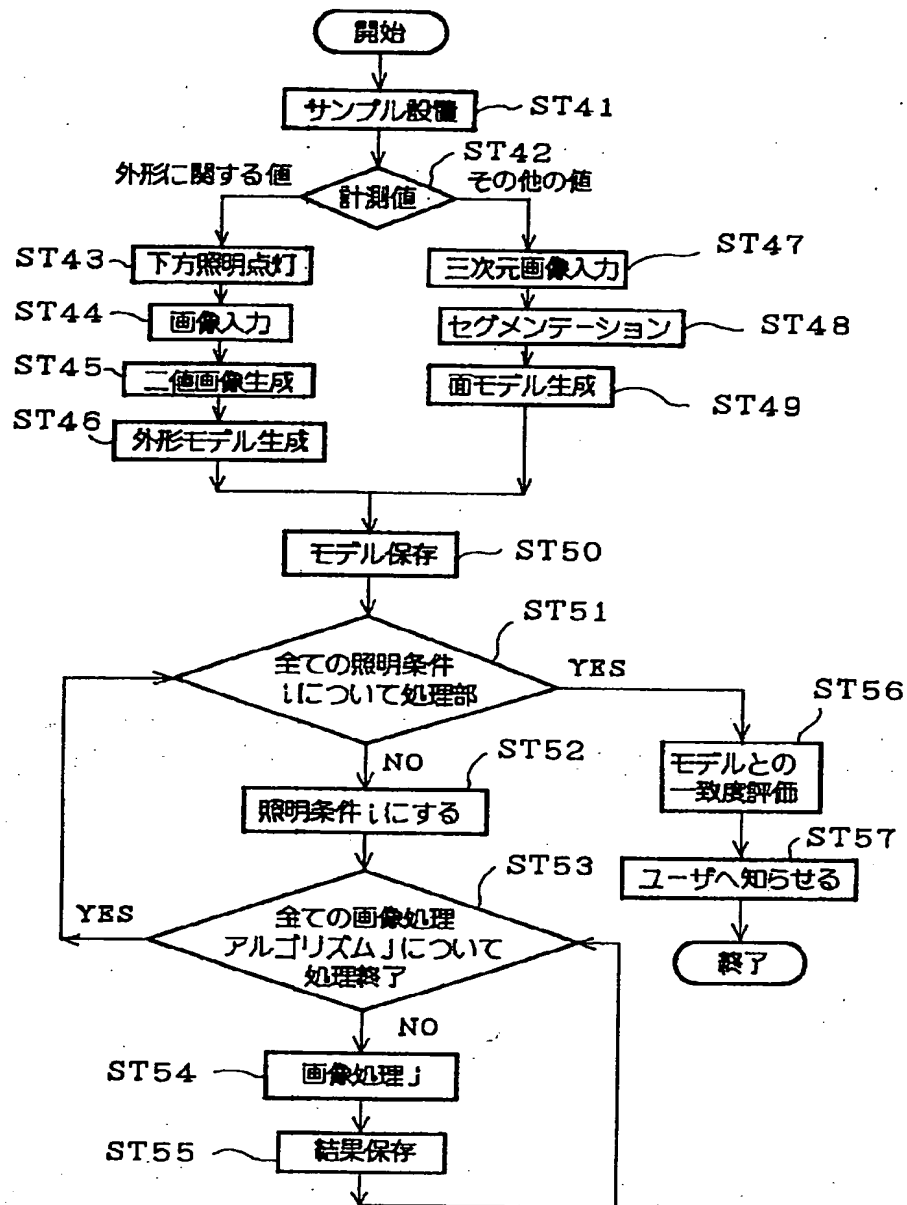 開始
サンプル設置
ST41
ST42
外形に関する値
計測値
その他の値
ST43
下方照明点灯
三次元画像入力
ST47
ST44
画像入力
セグメンテーション
ST48
ST45
二値画像生成
面モデル生成
ST49
ST46
外形モデル生成
モデル保存
ST50
ST51
全ての照明条件
iについて処理部
YES
NO
ST52
照明条件iにする
ST56
モデルとの
一致度評価
ST53
ST57
ユーザへ知らせる
YES
全ての画像処理
アルゴリズムjについて
処理終了
終了
NO
ST54
画像処理j
ST55
結果保存